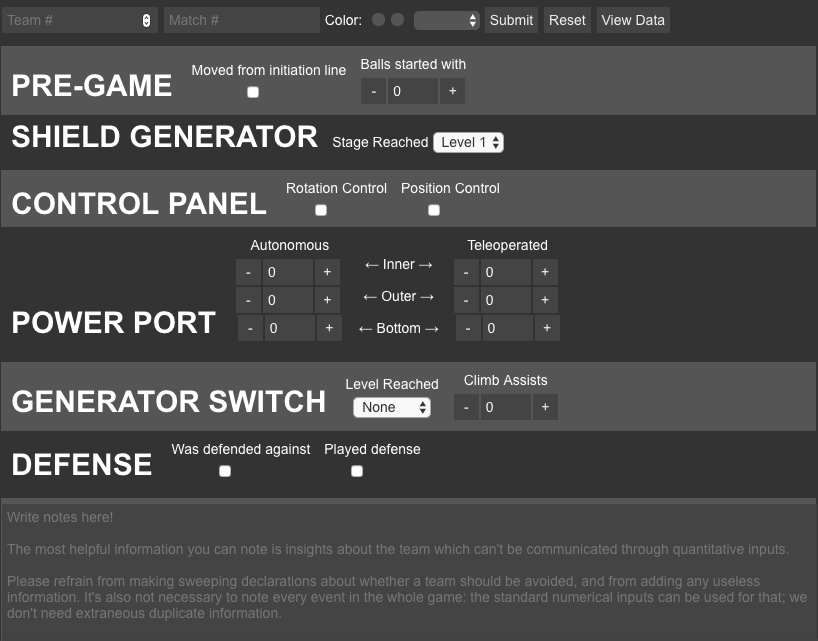 Team # Match # Color: Submit Reset View Data
PRE-GAME Moved from initiation line Balls started with
- 0 +
SHIELD GENERATOR Stage Reached Level 1
CONTROL PANEL Rotation Control Position Control
Autonomous Teleoperated
- 0 + ← Inner → - 0 +
- 0 + ← Outer → - 0 +
POWER PORT - 0 + ← Bottom → - 0 +
GENERATOR SWITCH Level Reached Climb Assists
None - 0 +
DEFENSE Was defended against Played defense
Write notes here!
The most helpful information you can note is insights about the team which can't be communicated through quantitative inputs.
Please refrain from making sweeping declarations about whether a team should be avoided, and from adding any useless
information. It's also not necessary to note every event in the whole game: the standard numerical inputs can be used for that; we
don't need extraneous duplicate information.